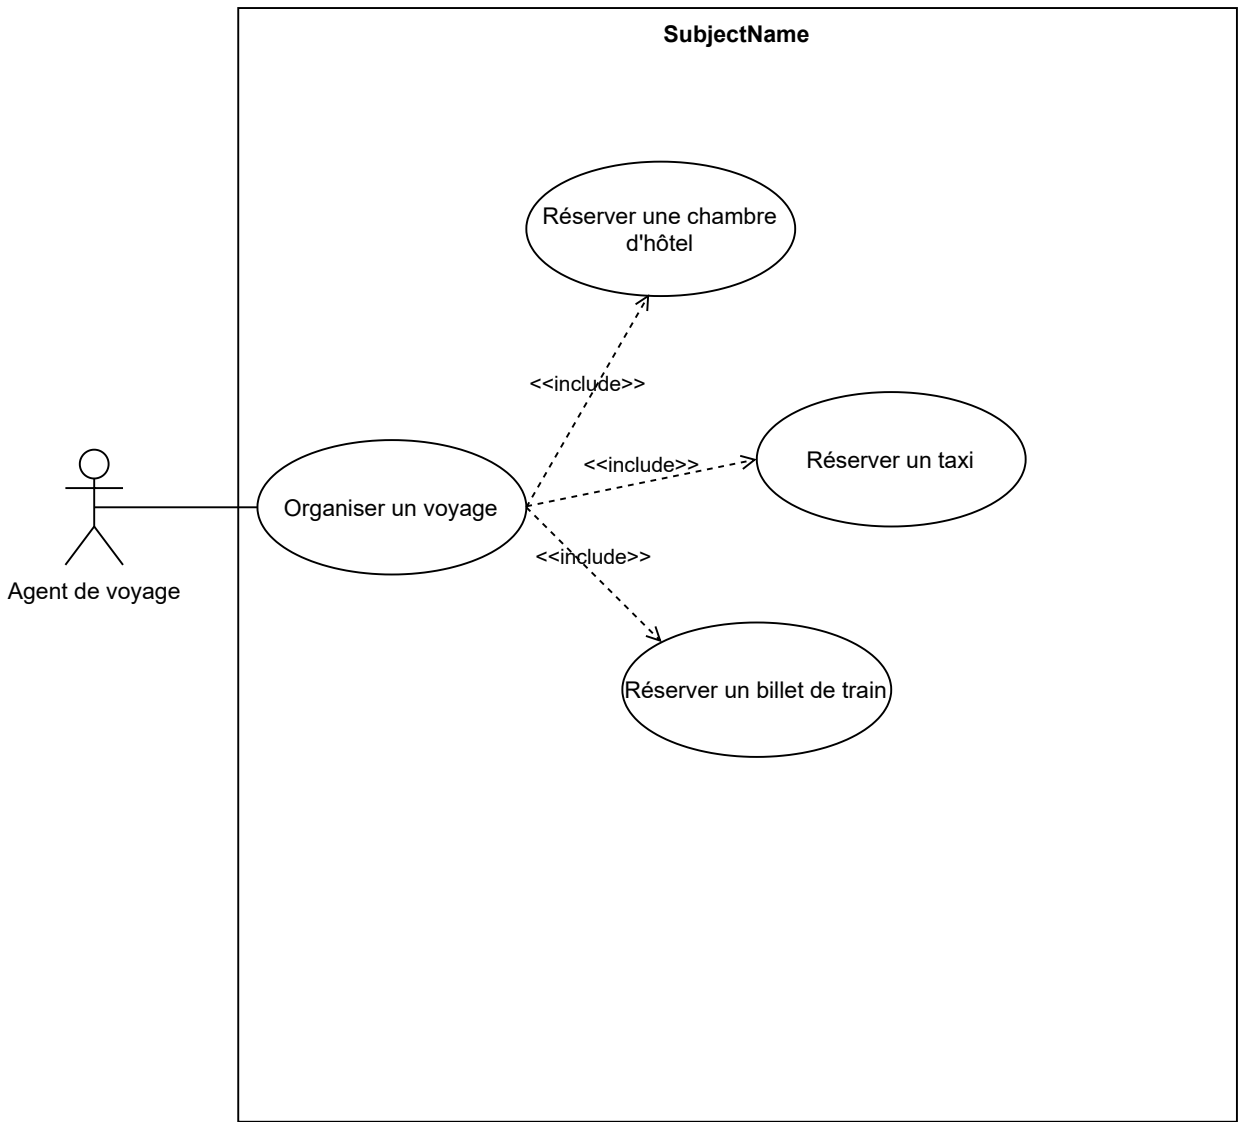 SubjectName
Réserver une chambre
d'hôtel
<<include>>
<<include>>
Réserver un taxi
Organiser un voyage
<<include>>
Agent de voyage
Réserver un billet de train